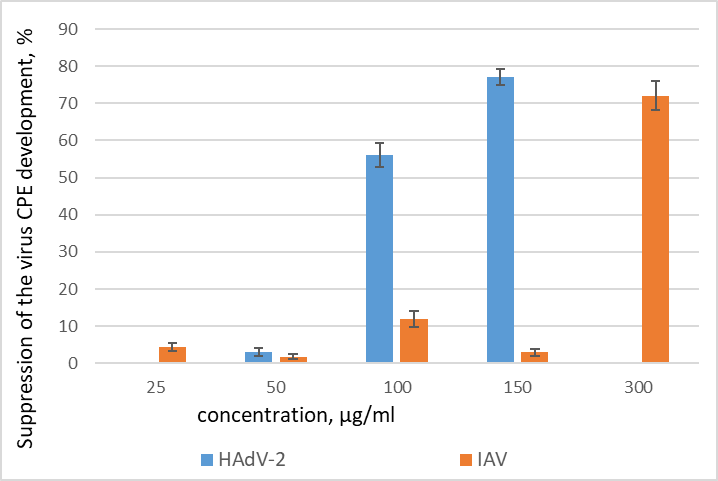 Suppression of the virus CPE development, %
90
80
70
60
50
40
30
20
10
0
25 50 100 150 300
concentration, µg/ml
HAdV-2 IAV